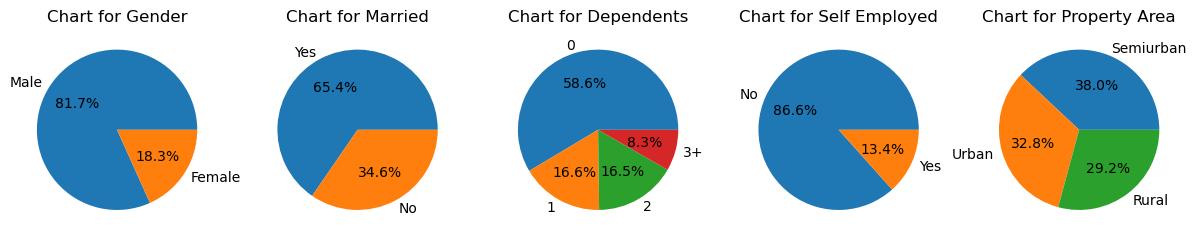 Chart for Gender
Male
81.7%
18.3%
Female
Chart for Married
Yes
65.4%
34.6%
No
Chart for Dependents
0
58.6%
16.6%
1
16.5%
2
8.3%
3+
Chart for Self Employed
No
86.6%
13.4%
Yes
Chart for Property Area
Semiurban
38.0%
Urban
32.8%
29.2%
Rural